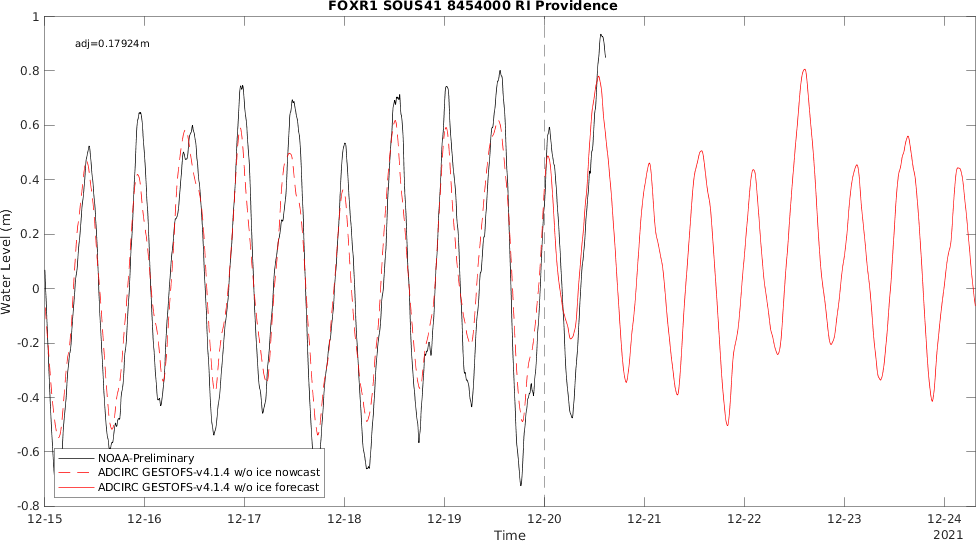 FOXR1 SOUS41 8454000 RI Providence
adj=0.17924m
1
0.8
0.6
0.4
0.2
0
-0.2
-0.4
-0.6
-0.8
Water Level (m)
NOAA-Preliminary
ADCIRC GESTOFS-v4.1.4 w/o ice nowcast
ADCIRC GESTOFS-v4.1.4 w/o ice forecast
12-15 12-16 12-17 12-18 12-19 12-20 12-21 12-22 12-23 12-24
Time
2021